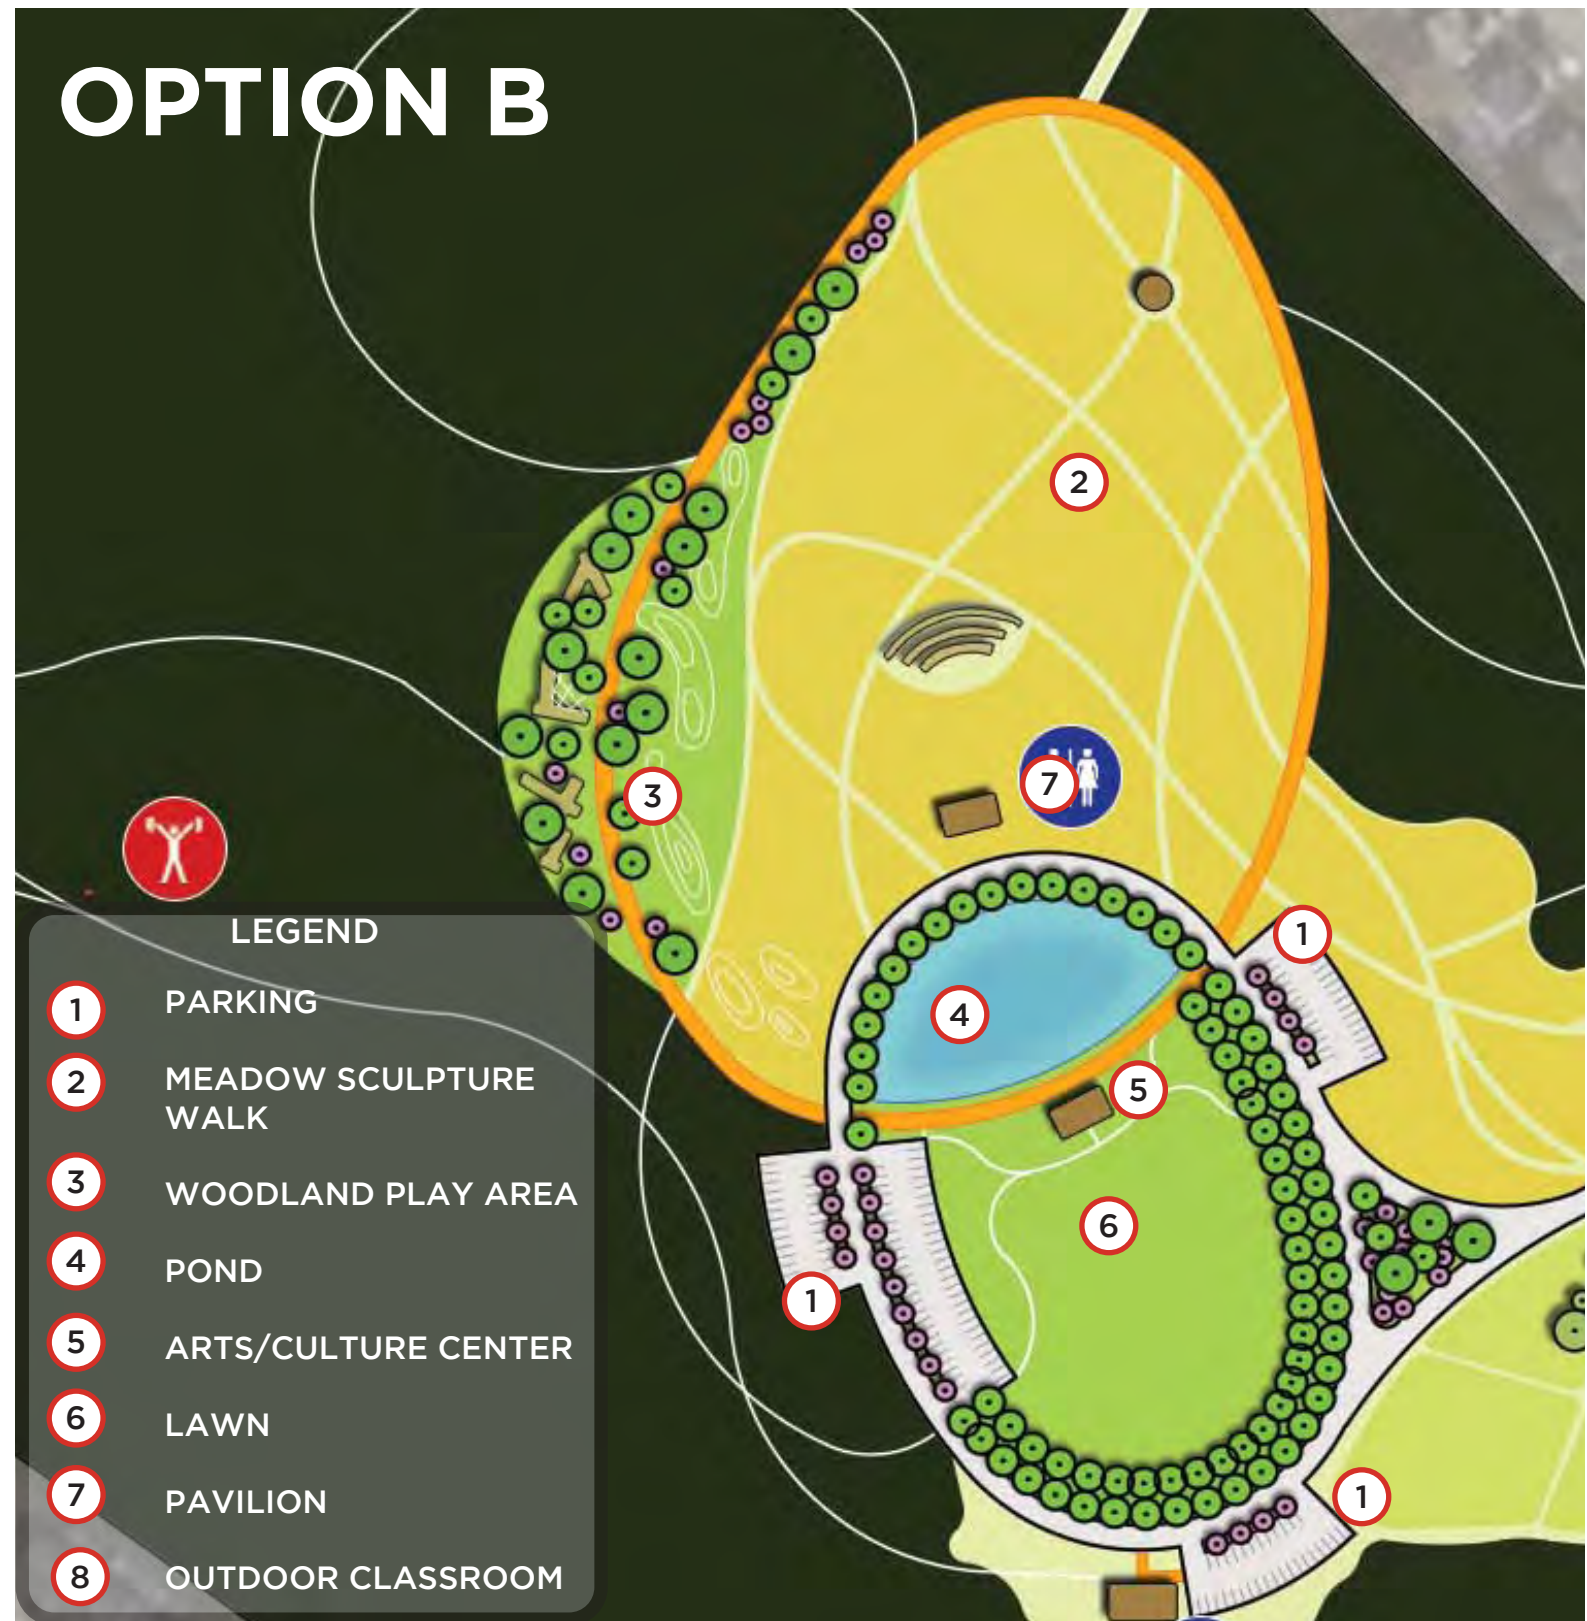 OPTION B
2
7
3
1
4
5
6
1
1
LEGEND
1 PARKING
2 MEADOW SCULPTURE
WALK
3 WOODLAND PLAY AREA
4 POND
5 ARTS/CULTURE CENTER
6 LAWN
7 PAVILION
8 OUTDOOR CLASSROOM